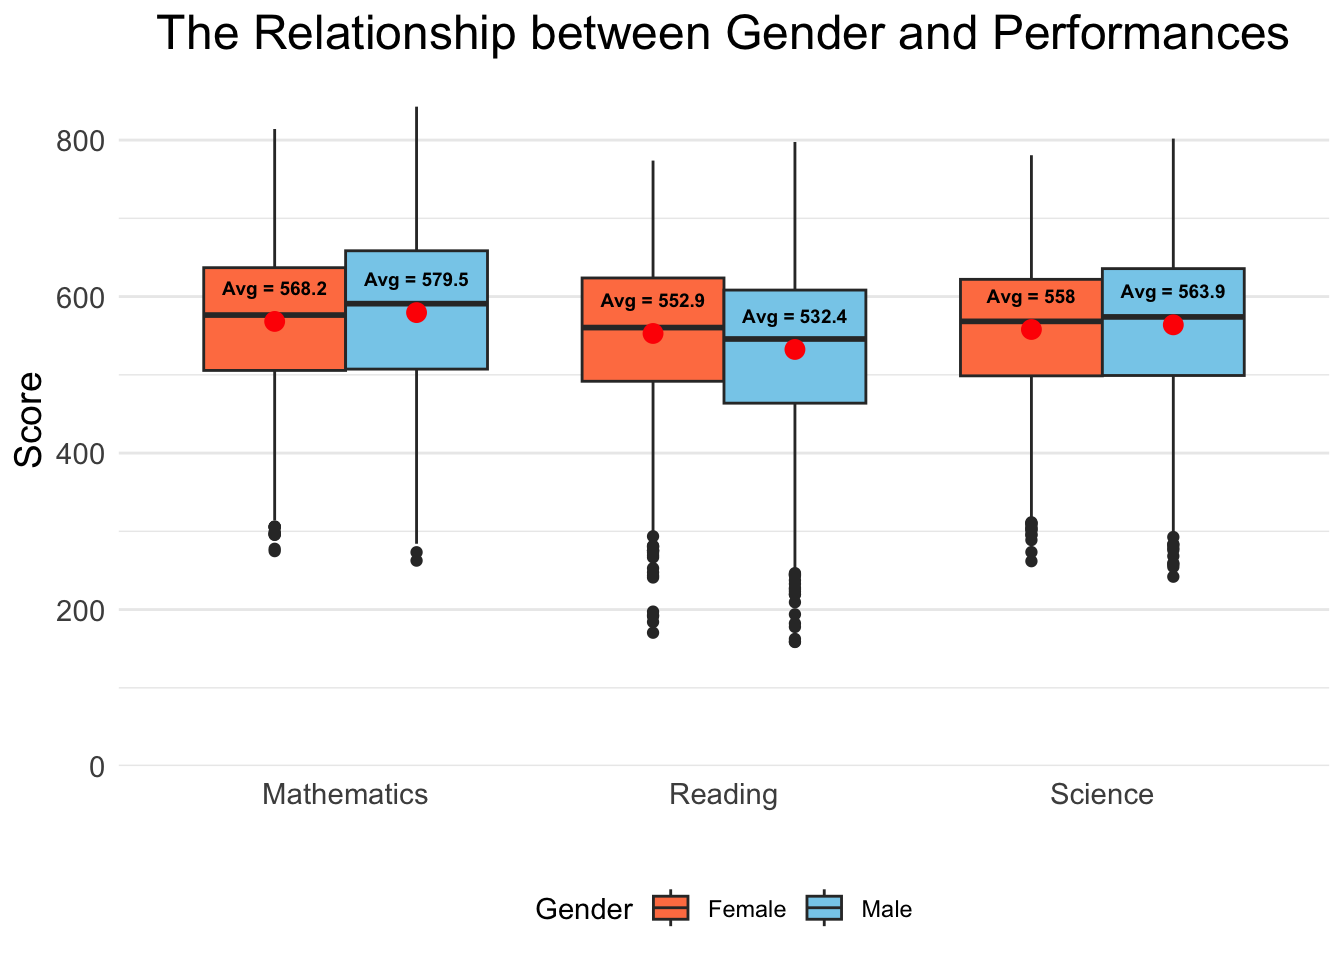 The Relationship between Gender and Performances
800
600
400
200
0
Score
Avg = 568.2
Avg = 579.5
Avg = 552.9
Avg = 532.4
Avg = 558
Avg = 563.9
Mathematics
Reading
Science
Gender Female Male